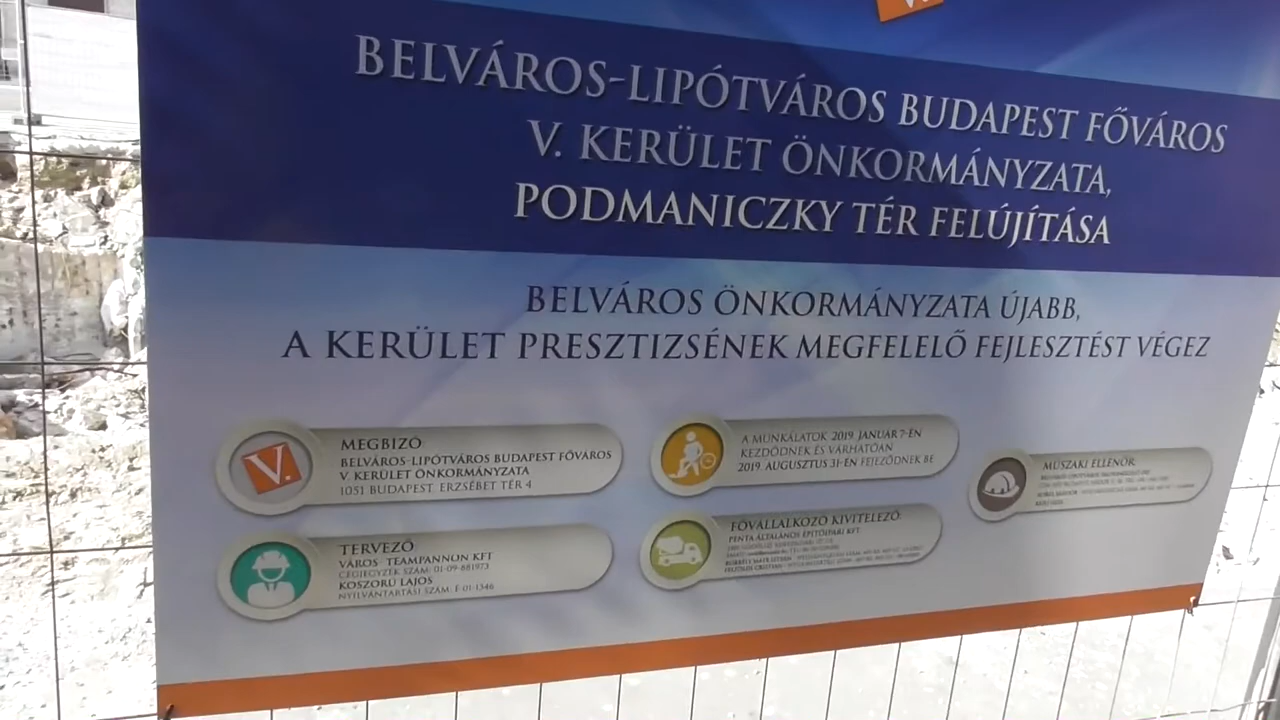 BELVÁROS-LIPÓTVÁROS BUDAPEST FŐVÁROS
V. KERÜLET ÖNKORMÁNYZATA,
PODMANICZKY TÉR FELÚJÍTÁSA
BELVÁROS ÖNKORMÁNYZATA ÚJABB,
A KERÜLET PRESZTIZSÉNEK MEGFELELŐ FEJLESZTÉST VÉGEZ
V.
MEGBÍZÓ
BELVÁROS-LIPÓTVÁROS BUDAPEST FŐVÁROS
V. KERÜLET ÖNKORMÁNYZATA
1051 BUDAPEST, ERZSÉBET TÉR 4
TERVEZŐ
VÁROS-TEAMPANNON KFT
CÉGJEGYZÉK SZÁM: 01-09-881973
KOSZORÚ LAJOS
NYILVÁNTARTÁSI SZÁM: É-01-1346
A MUNKÁLATOK 2019. JANUÁR 7-ÉN
KEZDŐDNEK ÉS VÁRHATÓAN
2019. AUGUSZTUS 31-ÉN FEJEZŐDNEK BE
FŐVÁLLALKOZÓ KIVITELEZŐ:
PENTA ÁLTALÁNOS ÉPÍTŐIPARI KFT.
MŰSZAKI ELLENŐR: